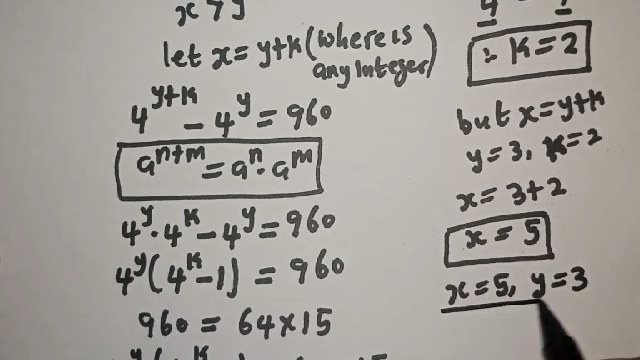 x > y
let x = y+k (where is
any integer)
4^{y+k} - 4^y = 960
a^{n+m} = a^n · a^m
4^y · 4^k - 4^y = 960
4^y (4^k - 1) = 960
960 = 64 x 15
∴ K = 2
but x = y+k
y = 3, K = 2
x = 3+2
x = 5
x = 5, y = 3